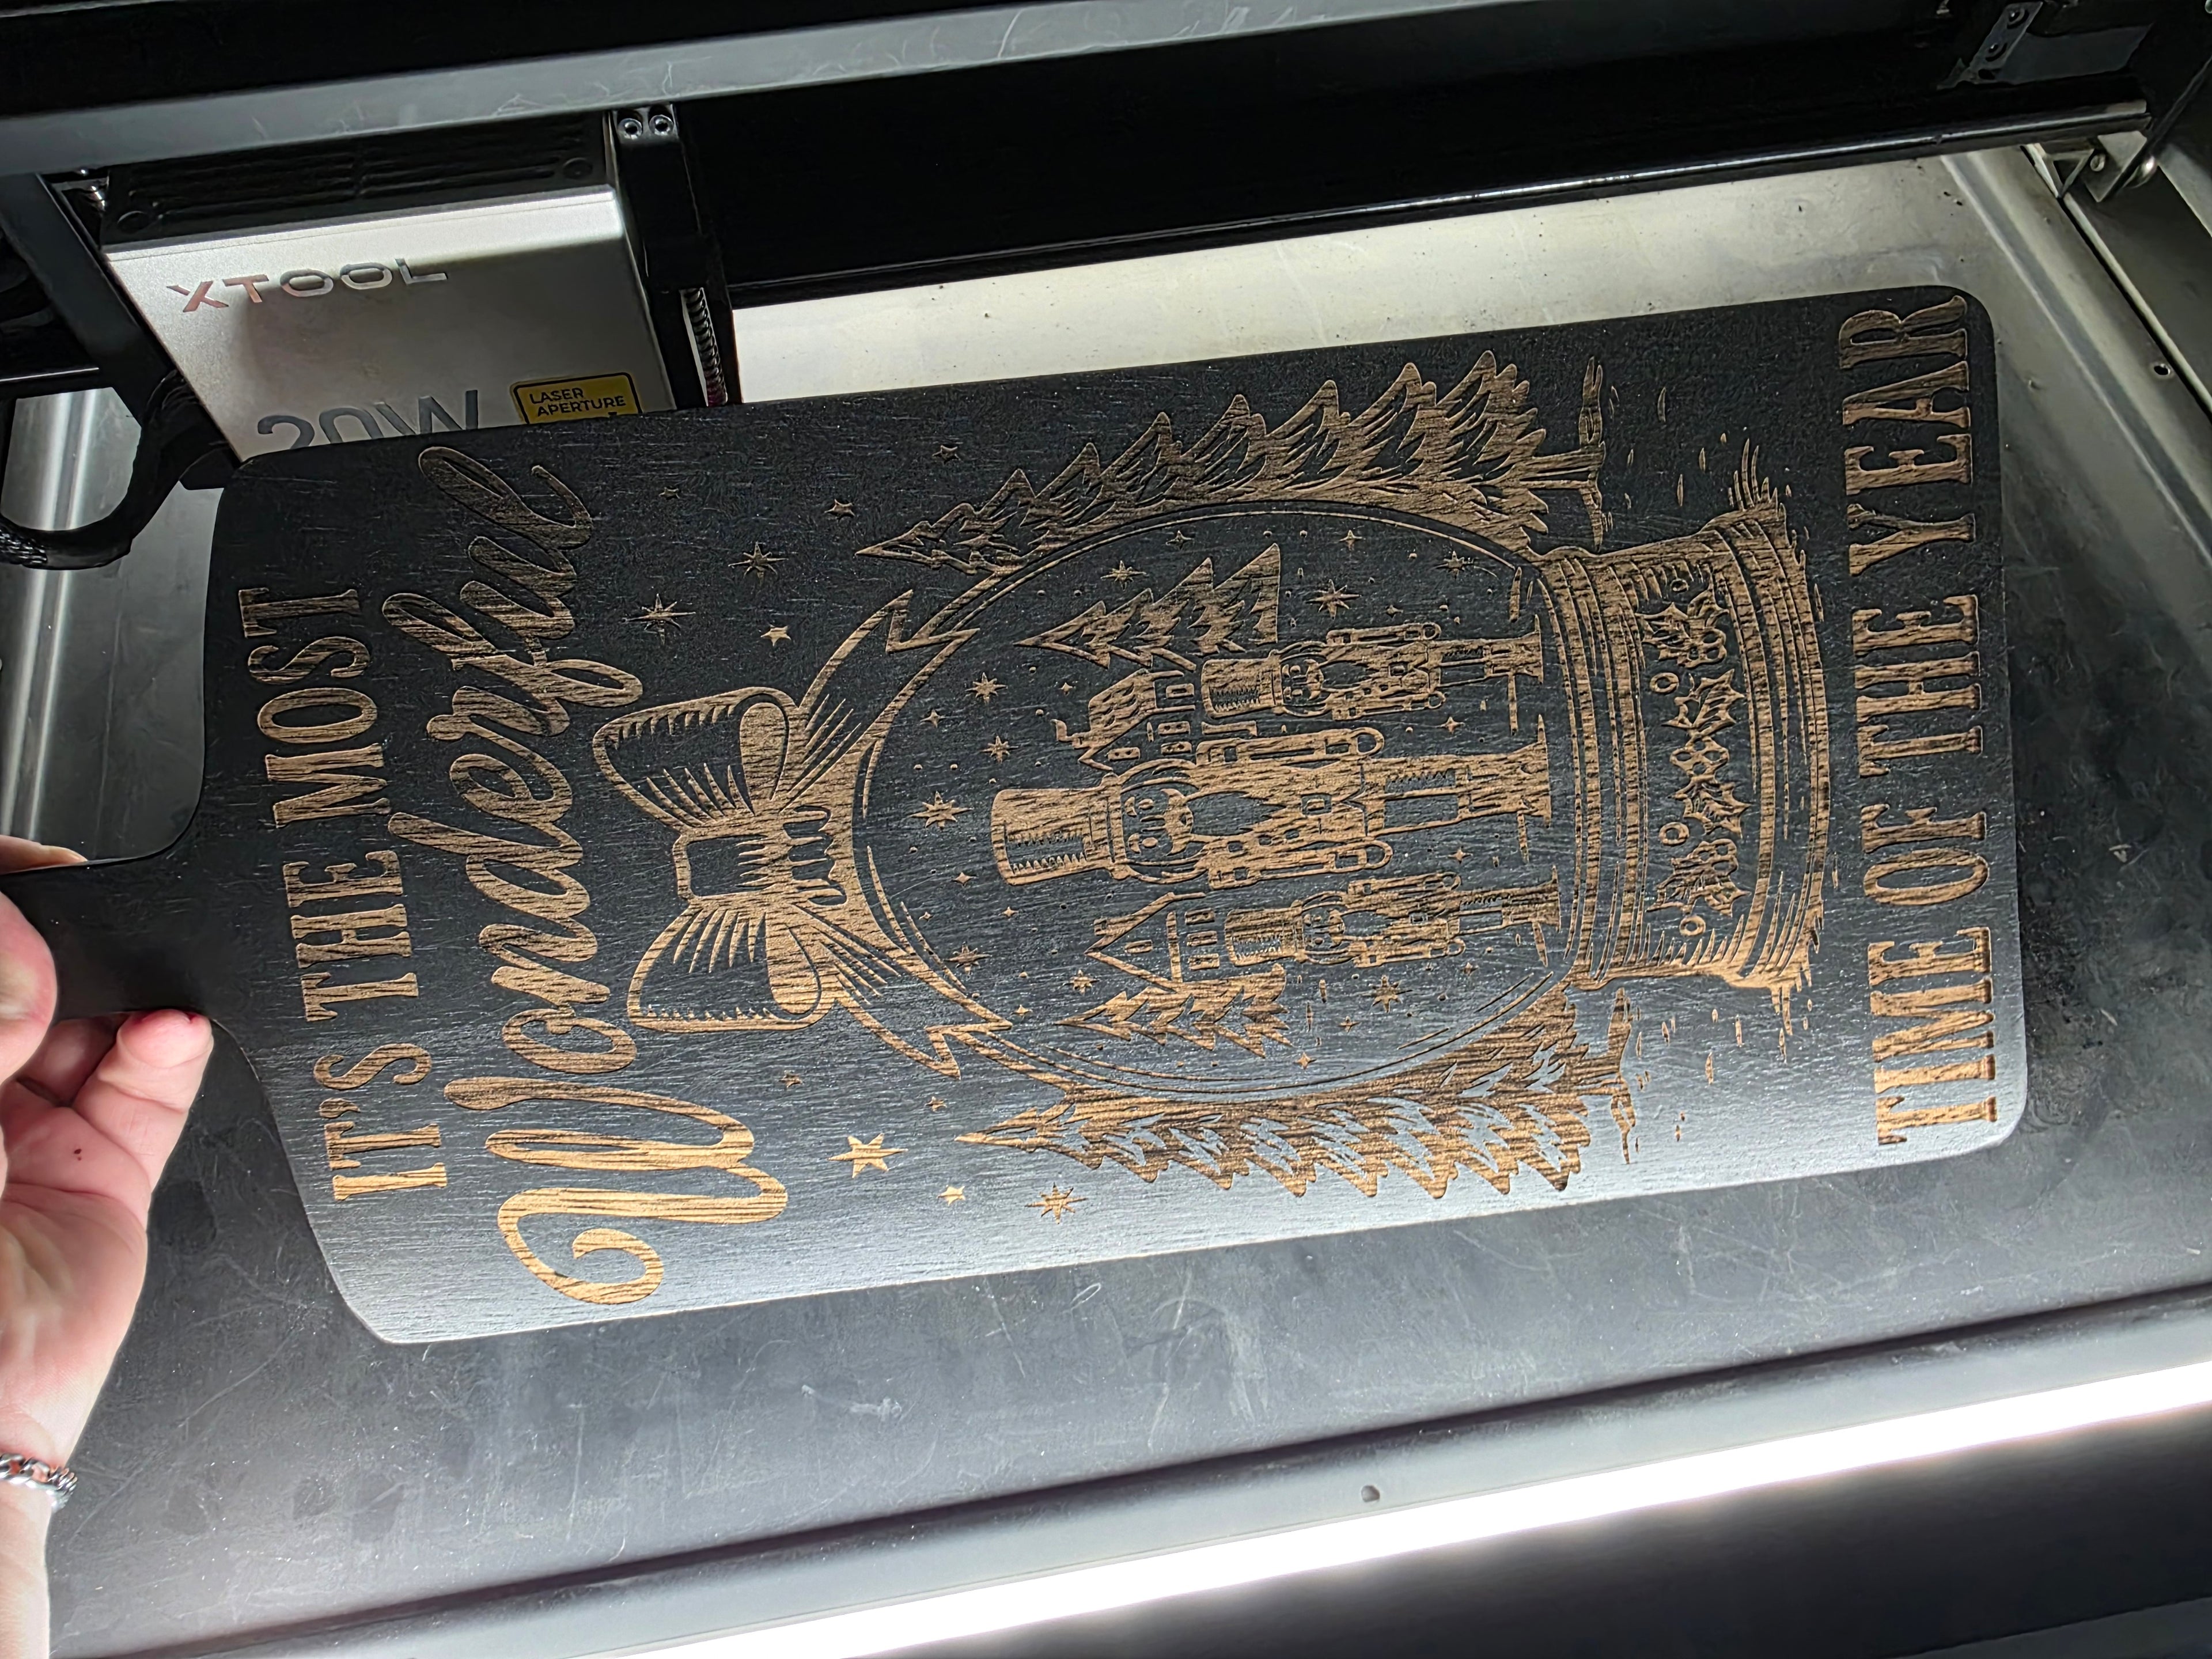 XTOOL
20W
LASER
APERTURE
IT'S THE MOST
Wonderful
TIME OF THE YEAR